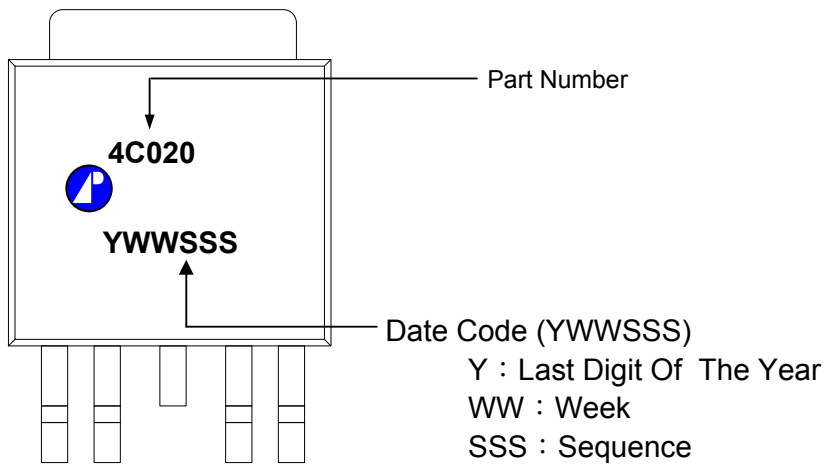 Part Number
4C020
YWWSSS
Date Code (YWWSSS)
Y：Last Digit Of The Year
WW：Week
SSS：Sequence